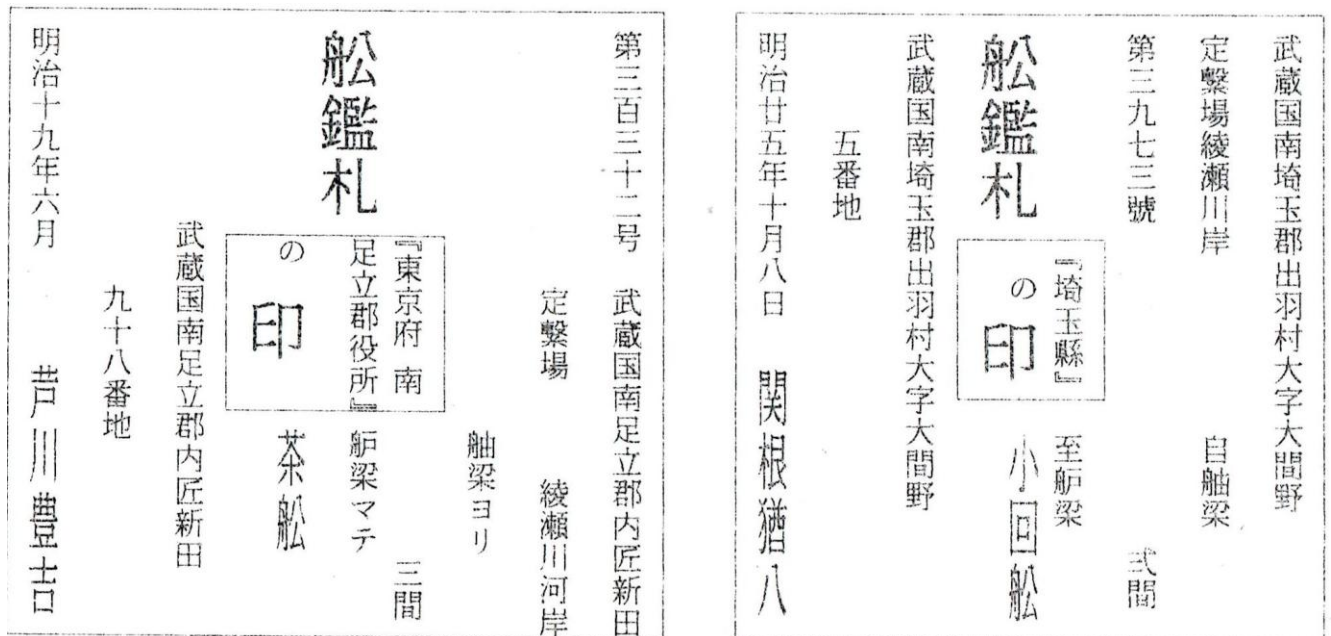 武蔵国南埼玉郡出羽村大字大間野
定繋場綾瀬川岸
自舳梁
第三九七三號
弐間
至舮梁
『埼玉縣』
の印
舩鑑札
小回舩
武蔵国南埼玉郡出羽村大字大間野
五番地
明治廿五年十月八日
関根猶八
第三百三十二号
武蔵国南足立郡内匠新田
定繋場
綾瀬川河岸
舳梁ヨリ
三間
『東京府 南
足立郡役所』
舮梁マテ
の
印
舩鑑札
茶舩
武蔵国南足立郡内匠新田
九十八番地
明治十九年六月
芦川豊吉